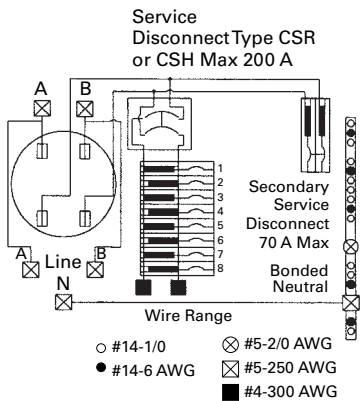 Service
Disconnect Type CSR
or CSH Max 200 A
A
B
1
2
3
4
5
6
7
8
Secondary
Service
Disconnect
70 A Max
A
Line
B
N
Bonded
Neutral
Wire Range
#14-1/0
#5-2/0 AWG
#14-6 AWG
#5-250 AWG
#4-300 AWG